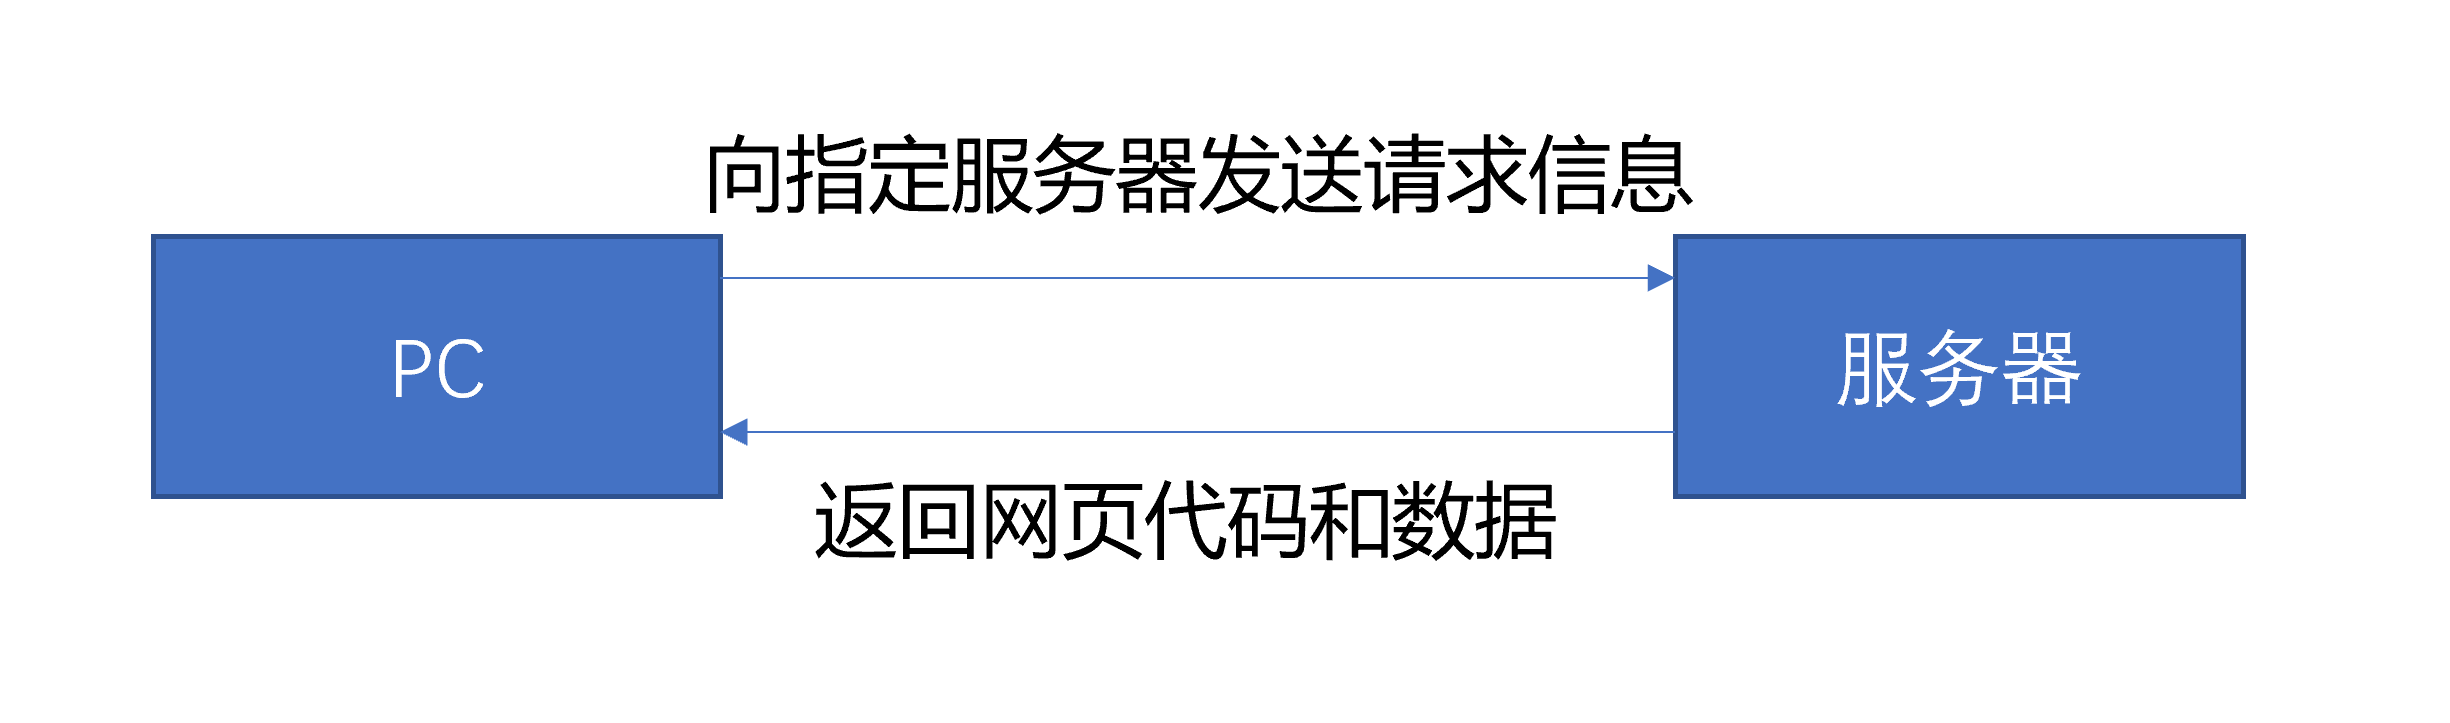 向指定服务器发送请求信息
PC
服务器
返回网页代码和数据